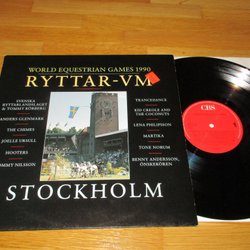 WORLD EQUESTRIAN GAMES 1990
RYTTAR-VM
SVENSKA
RYTTARLANDSLAGET
& TOMMY KÖRBERG
ANDERS GLENMARK
THE CHIMES
JOELLE URSULL
HOOTERS
TOMMY NILSSON
TRANCEDANCE
KID CREOLE AND
THE COCONUTS
LENA PHILIPSSON
MARTIKA
TONE NORUM
BENNY ANDERSSON,
ÖNSKEKÖREN
STOCKHOLM
CBS